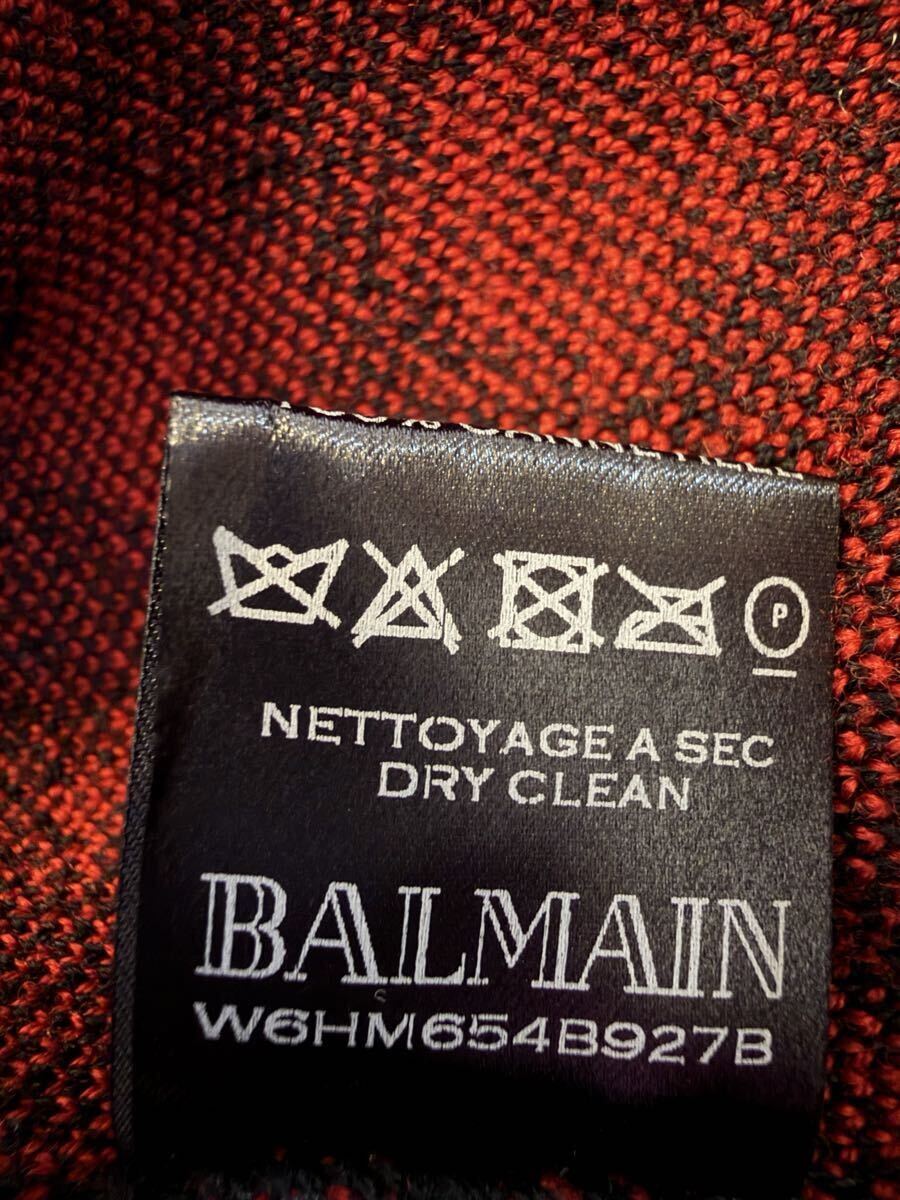 NETTOYAGE A SEC
DRY CLEAN
BALMAIN
W6HM654B927B
P